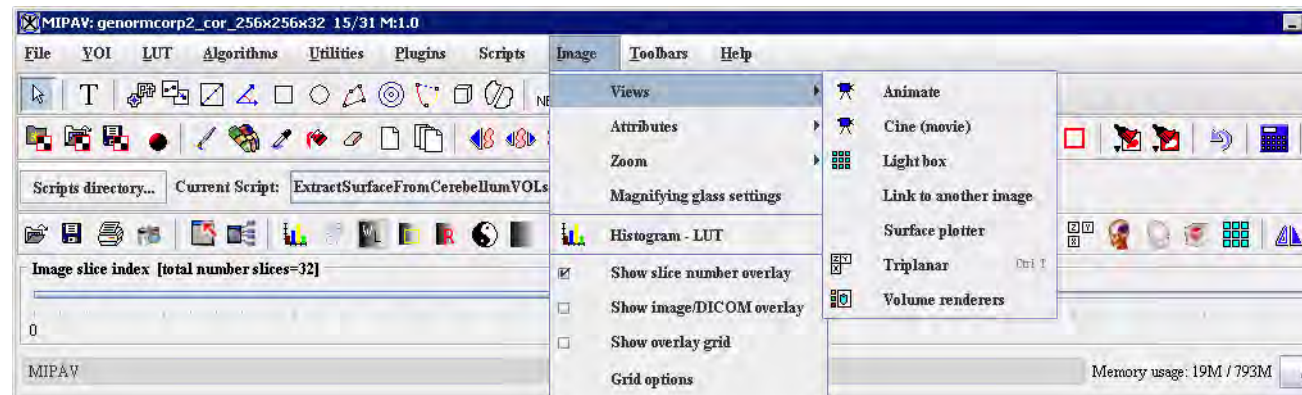 MIPAV: genormcorp2_cor_256x256x32 15/31 M:1.0
File VOI LUT Algorithms Utilities Plugins Scripts Image Toolbars Help
T
Views
Animate
Attributes
Cine (movie)
Zoom
Light box
Scripts directory... Current Script: ExtractSurfaceFromCerebellumVOIs
Magnifying glass settings
Link to another image
Histogram - LUT
Surface plotter
WL R
Image slice index [total number slices=32]
Show slice number overlay
Triplanar Ctrl T
Show image/DICOM overlay
Volume renderers
0
Show overlay grid
MIPAV
Grid options
Memory usage: 19M / 793M